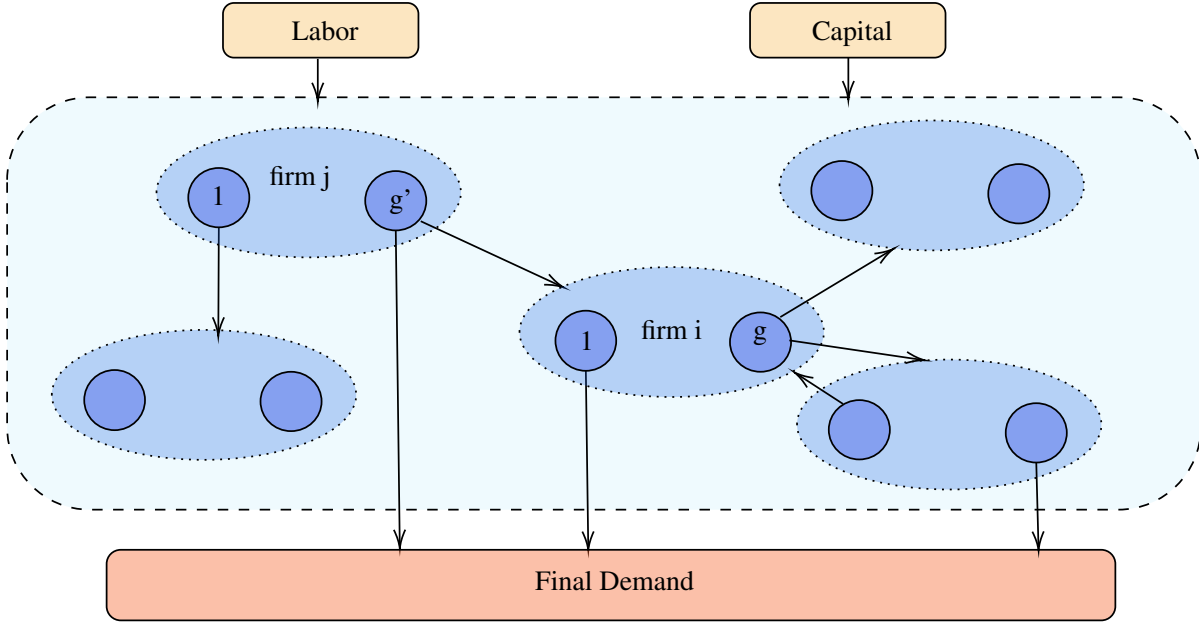 Labor
Capital
firm j
1
g’
1
firm i
g
Final Demand